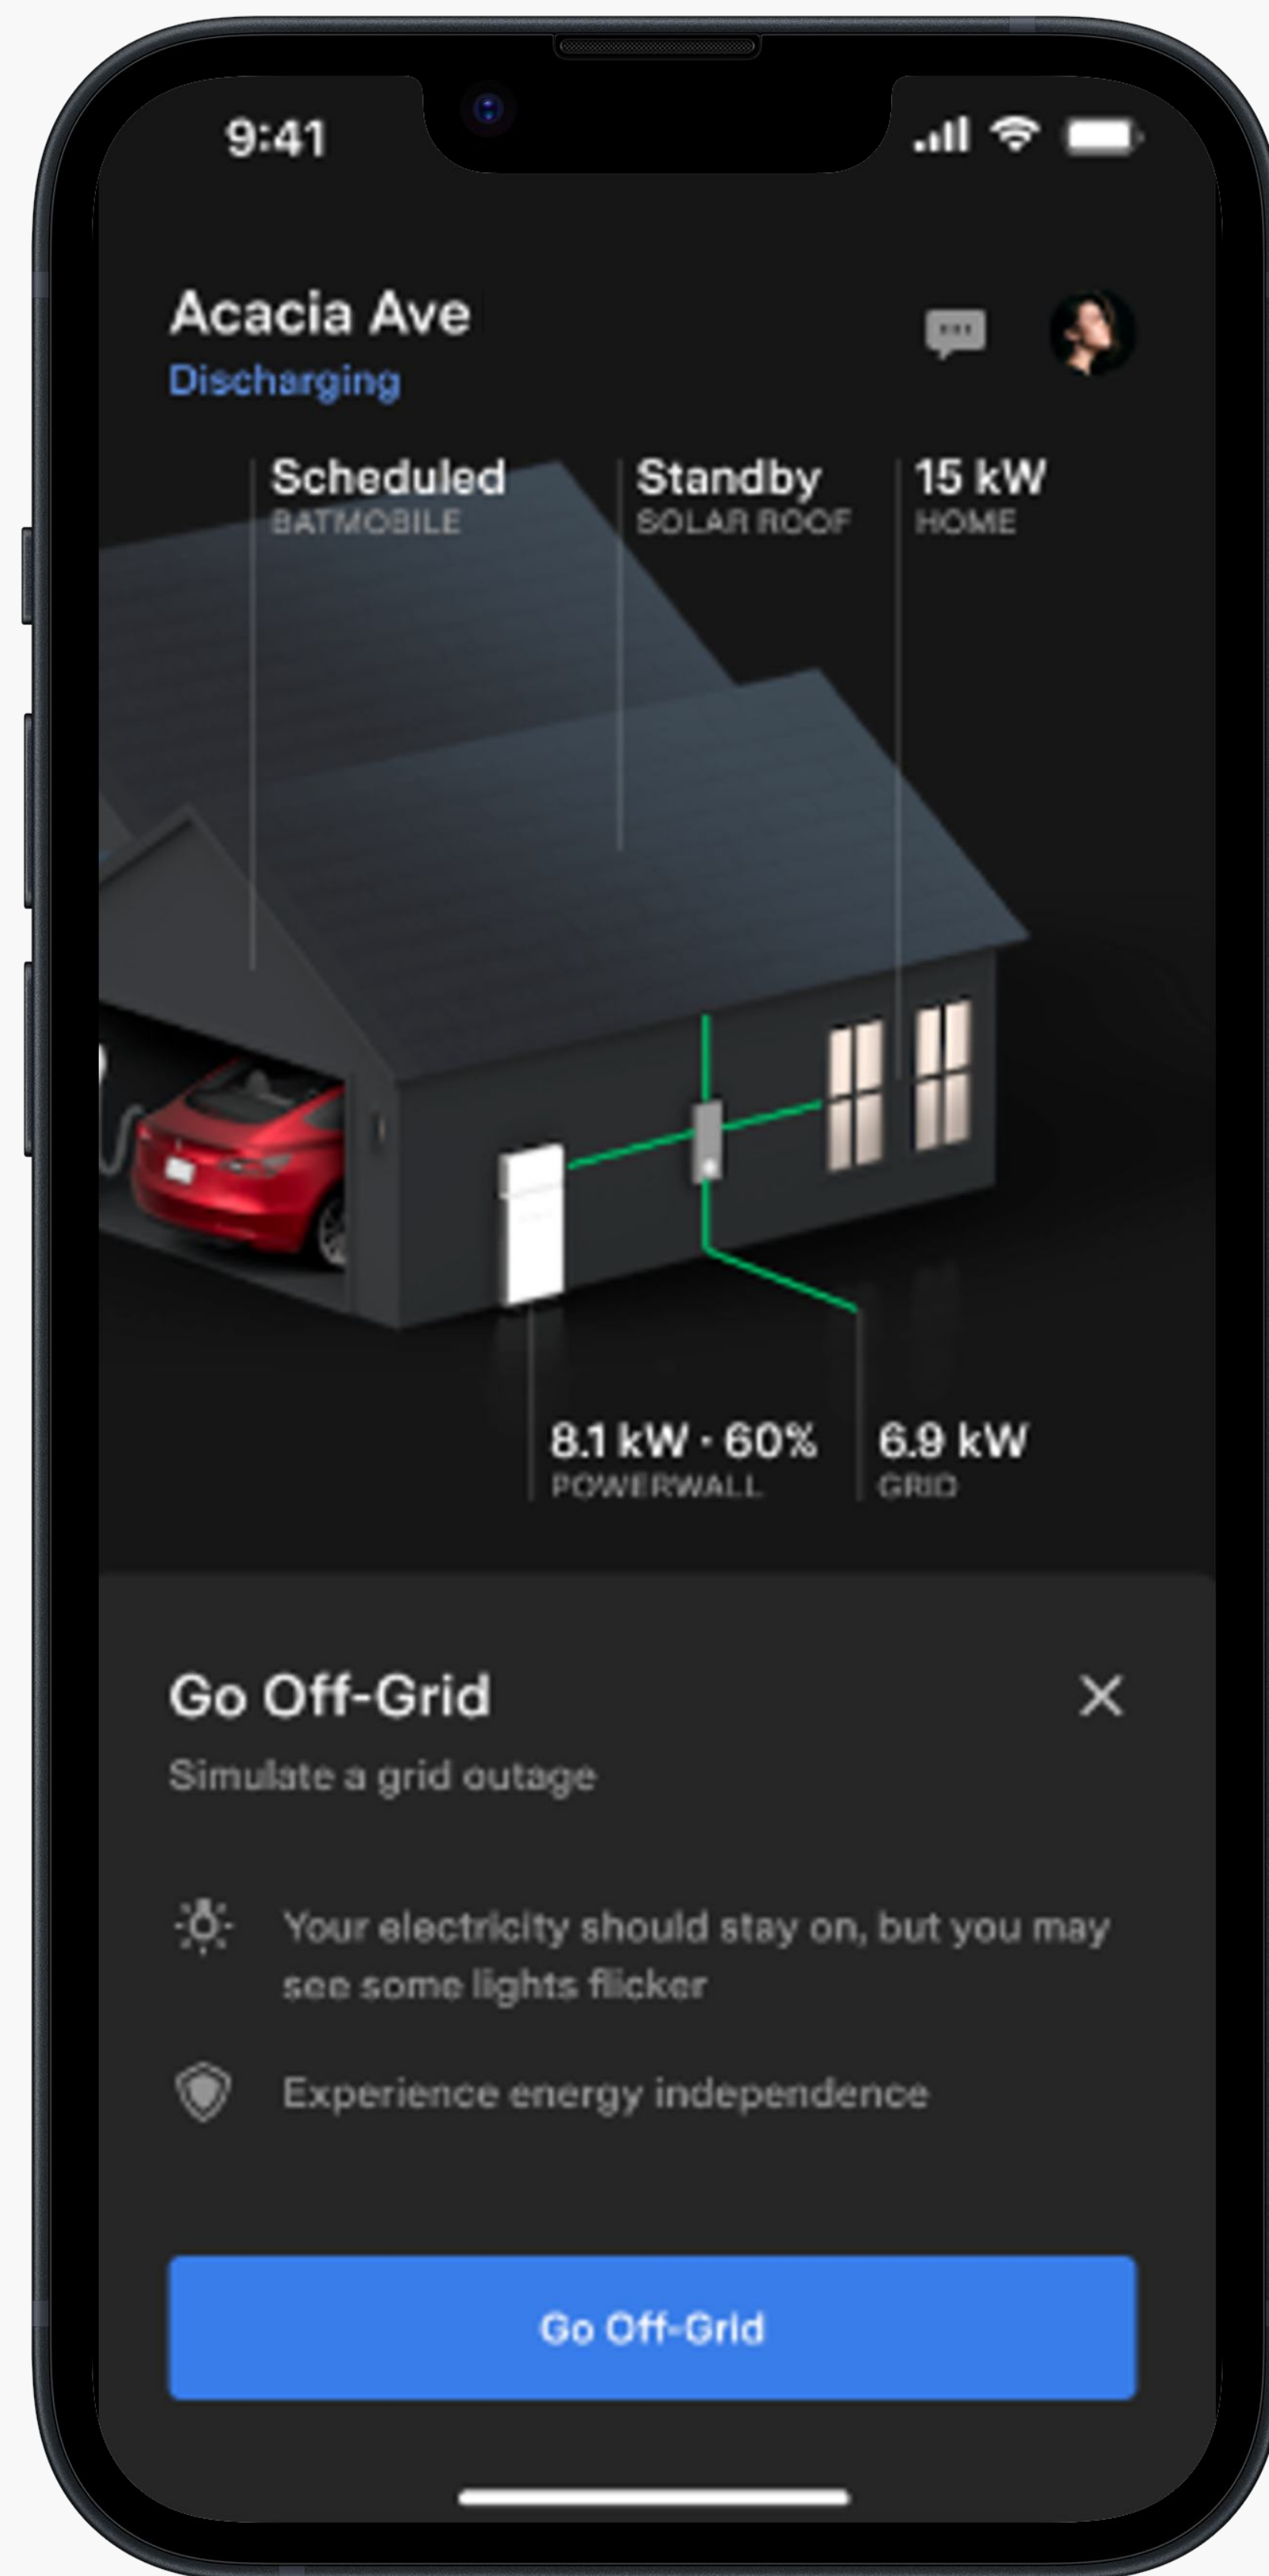 9:41
Acacia Ave
Discharging
Scheduled
BATMOBILE
Standby
SOLAR ROOF
15 kW
HOME
8.1 kW · 60%
POWERWALL
6.9 kW
GRID
Go Off-Grid
Simulate a grid outage
Your electricity should stay on, but you may
see some lights flicker
Experience energy independence
Go Off-Grid